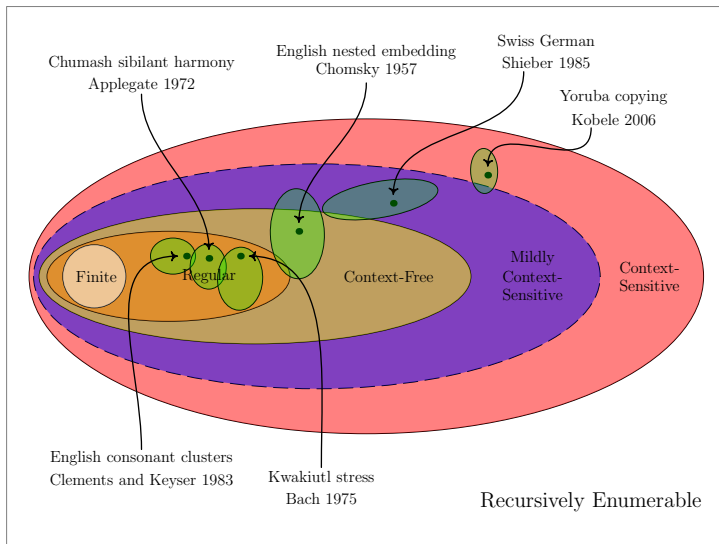 English nested embedding
Chomsky 1957
Swiss German
Shieber 1985
Chumash sibilant harmony
Applegate 1972
Yoruba copying
Kobele 2006
Finite
Regular
Context-Free
Mildly
Context-
Sensitive
Context-
Sensitive
English consonant clusters
Clements and Keyser 1983
Kwakiutl stress
Bach 1975
Recursively Enumerable